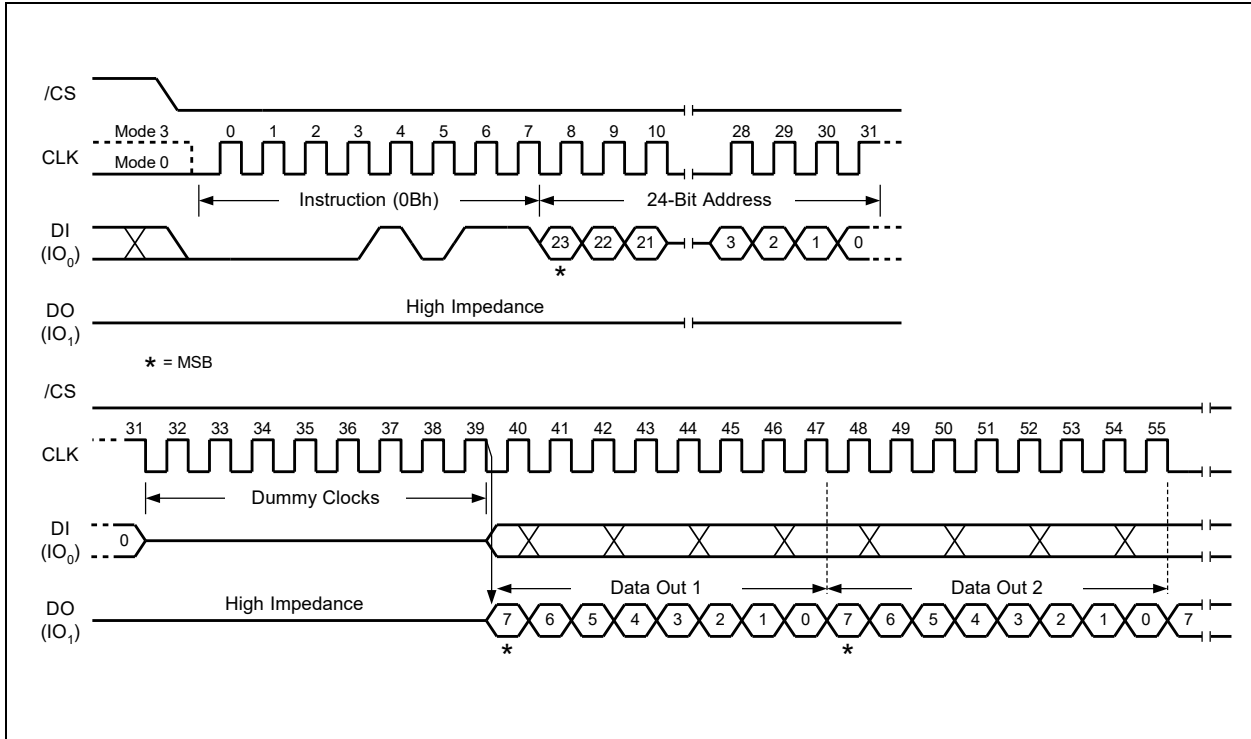 /CS
Mode 3 0 1 2 3 4 5 6 7 8 9 10 28 29 30 31
CLK
Mode 0
Instruction (0Bh) 24-Bit Address
DI
(IO0) 23 22 21 3 2 1 0
*
High Impedance
DO
(IO1)
* = MSB
/CS
31 32 33 34 35 36 37 38 39 40 41 42 43 44 45 46 47 48 49 50 51 52 53 54 55
CLK
Dummy Clocks
DI
(IO0) 0
Data Out 1 Data Out 2
High Impedance
DO
(IO1) 7 6 5 4 3 2 1 0 7 6 5 4 3 2 1 0 7
* *